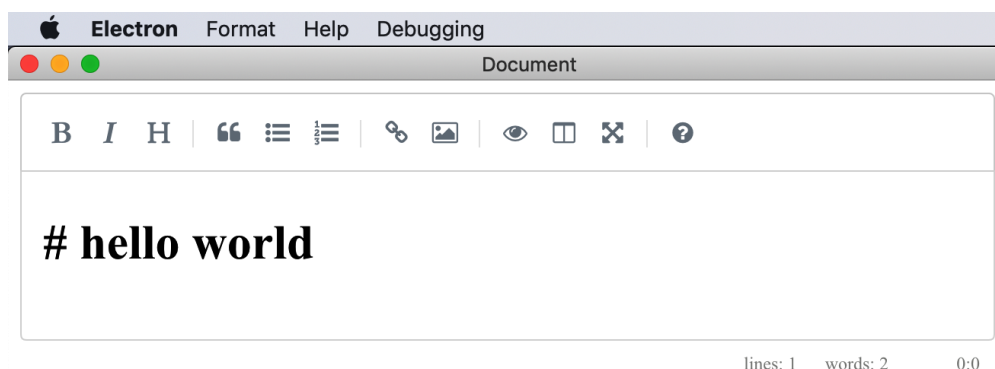 Electron Format Help Debugging
Document
B I H
# hello world
lines: 1 words: 2 0:0